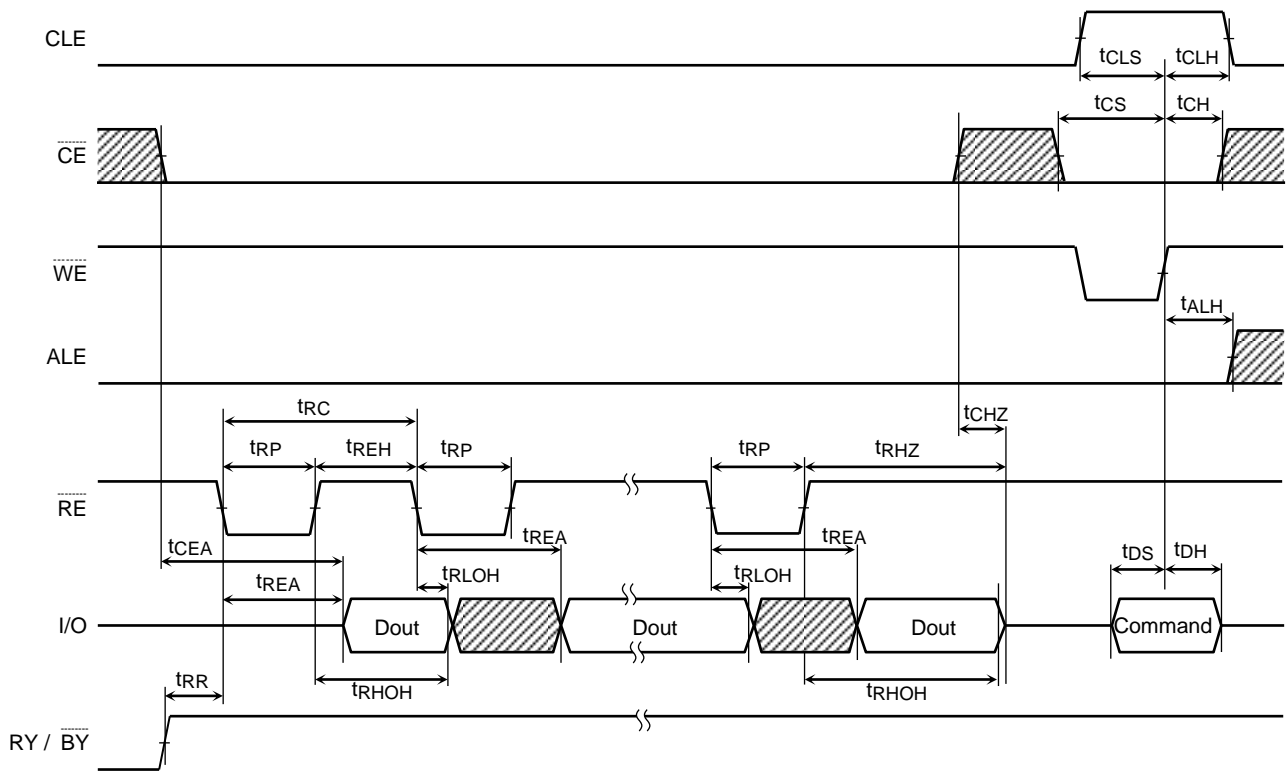 CLE
tCLS tCLH
tCS tCH
CE
WE
tALH
ALE
tRC
tCHZ
tRP tREH tRP tRP tRHZ
RE
tCEA tREA tREA
tREA tRLOH tRLOH tDS tDH
I/O Dout Dout Dout Command
tRR tRHOH tRHOH
RY / BY